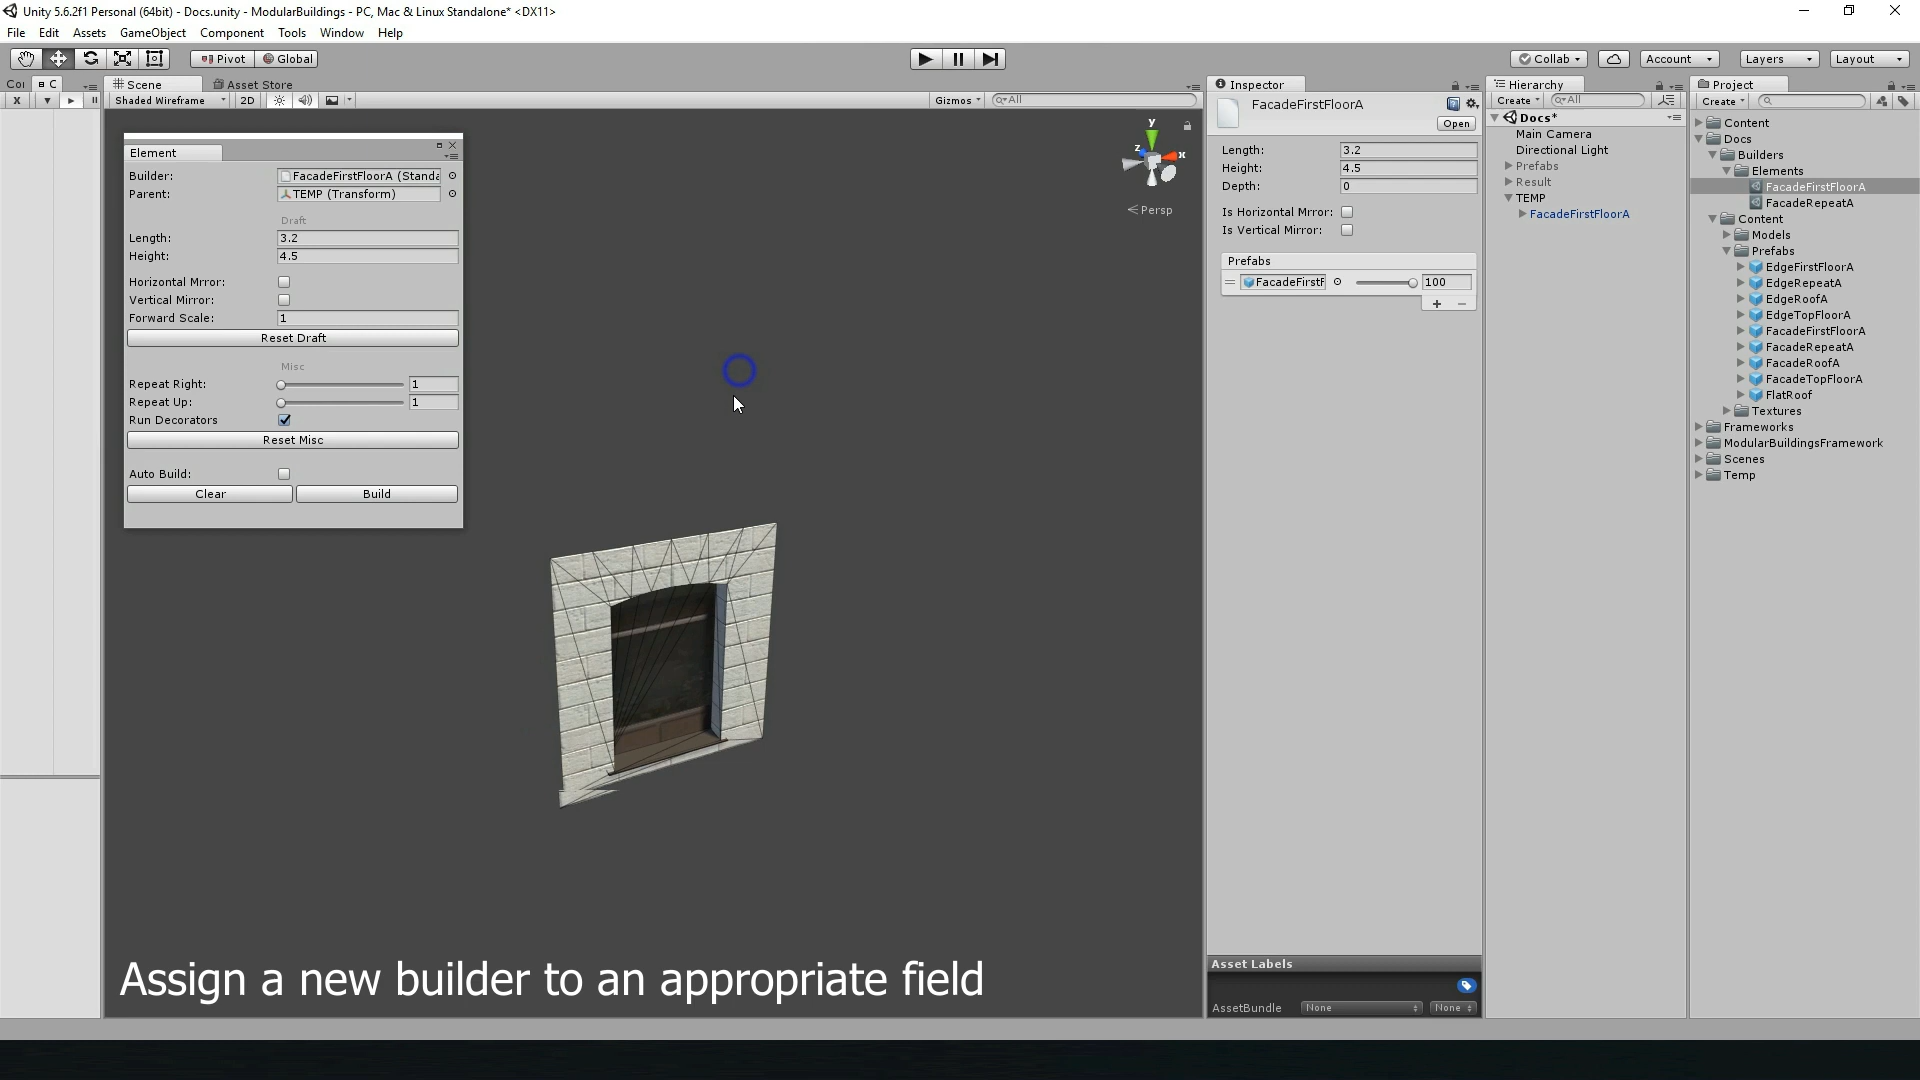 Unity 5.6.2f1 Personal (64bit) - Docs.unity - ModularBuildings - PC, Mac & Linux Standalone* <DX11>
File Edit Assets GameObject Component Tools Window Help
Pivot Global
Collab Account Layers Layout
C
Scene
Asset Store
Shaded Wireframe 2D
Gizmos All
Element
Builder: FacadeFirstFloorA (Standa
Parent: TEMP (Transform)
Draft
Length: 3.2
Height: 4.5
Horizontal Mrror:
Vertical Mirror:
Forward Scale: 1
Reset Draft
Misc
Repeat Right: 1
Repeat Up: 1
Run Decorators
Reset Misc
Auto Build:
Clear Build
y
z
x
Persp
Assign a new builder to an appropriate field
Inspector
FacadeFirstFloorA
Open
Length: 3.2
Height: 4.5
Depth: 0
Is Horizontal Mrror:
Is Vertical Mirror:
Prefabs
FacadeFirstF 100
Asset Labels
AssetBundle None None
Hierarchy
Create All
Docs*
Main Camera
Directional Light
Prefabs
Result
TEMP
FacadeFirstFloorA
Project
Create
Content
Docs
Builders
Elements
FacadeFirstFloorA
FacadeRepeatA
Content
Models
Prefabs
EdgeFirstFloorA
EdgeRepeatA
EdgeRoofA
EdgeTopFloorA
FacadeFirstFloorA
FacadeRepeatA
FacadeRoofA
FacadeTopFloorA
FlatRoof
Textures
Frameworks
ModularBuildingsFramework
Scenes
Temp